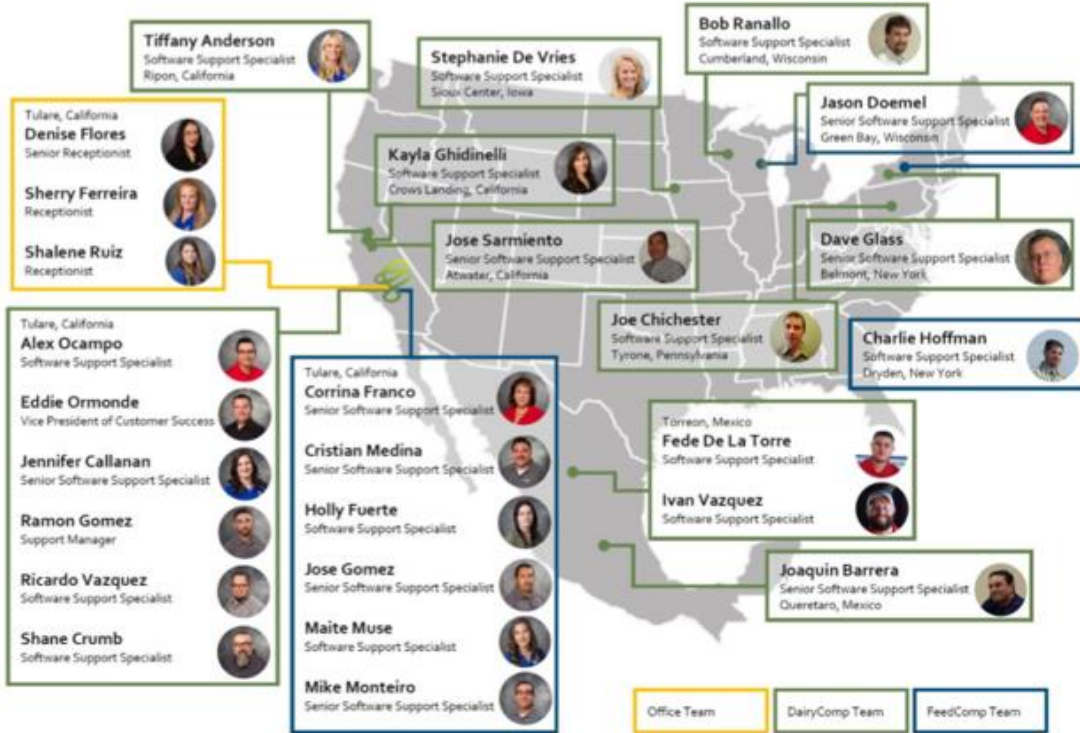 Tiffany Anderson
Software Support Specialist
Ripon, California
Stephanie De Vries
Software Support Specialist
Sioux Center, Iowa
Bob Ranallo
Software Support Specialist
Cumberland, Wisconsin
Jason Doemel
Senior Software Support Specialist
Green Bay, Wisconsin
Tulare, California
Denise Flores
Senior Receptionist
Sherry Ferreira
Receptionist
Shalene Ruiz
Receptionist
Kayla Ghidinelli
Software Support Specialist
Crows Landing, California
Jose Sarmiento
Senior Software Support Specialist
Atwater, California
Dave Glass
Senior Software Support Specialist
Belmont, New York
Joe Chichester
Software Support Specialist
Tyrone, Pennsylvania
Charlie Hoffman
Software Support Specialist
Dryden, New York
Tulare, California
Alex Ocampo
Software Support Specialist
Eddie Ormonde
Vice President of Customer Success
Jennifer Callanan
Senior Software Support Specialist
Ramon Gomez
Support Manager
Ricardo Vazquez
Software Support Specialist
Shane Crumb
Software Support Specialist
Tulare, California
Corrina Franco
Senior Software Support Specialist
Cristian Medina
Senior Software Support Specialist
Holly Fuerte
Software Support Specialist
Jose Gomez
Senior Software Support Specialist
Maite Muse
Software Support Specialist
Mike Monteiro
Senior Software Support Specialist
Torreon, Mexico
Fede De La Torre
Software Support Specialist
Ivan Vazquez
Software Support Specialist
Joaquin Barrera
Senior Software Support Specialist
Queretaro, Mexico
Office Team
DairyComp Team
FeedComp Team